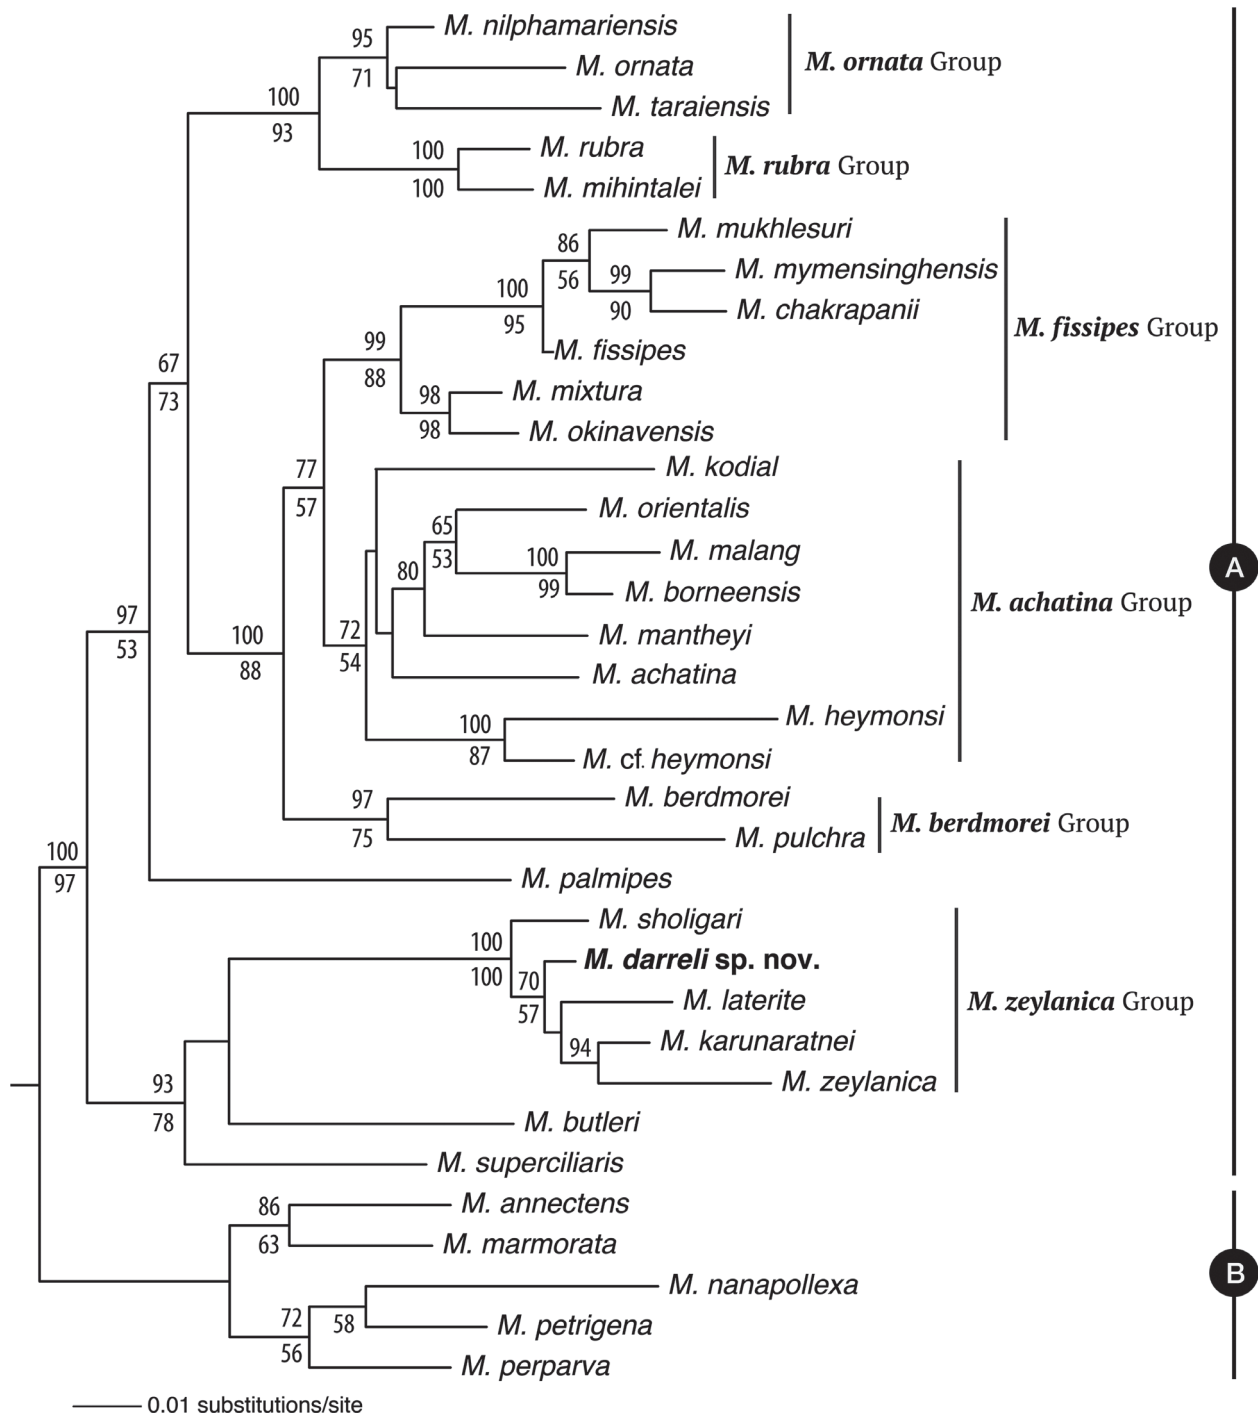 M. nilphamariensis
95
M. ornata
M. ornata Group
71
M. taraiensis
100
93
M. rubra
100
M. rubra Group
100
M. mihintalei
M. mukhlesuri
86
M. mymensinghensis
56
99
100
90
M. chakrapanii
95
M. fissipes Group
99
M. fissipes
88
67
73
98
M. mixtura
98
M. okinavensis
77
M. kodial
57
M. orientalis
65
53
100
M. malang
80
99
M. borneensis
M. achatina Group
A
97
53
100
88
72
54
M. mantheyi
M. achatina
M. heymonsi
100
87
M. cf. heymonsi
97
M. berdmorei
M. berdmorei Group
75
M. pulchra
100
97
M. palmipes
M. sholigari
100
100
M. darreli sp. nov.
70
57
M. laterite
M. zeylanica Group
94
M. karunaratnei
M. zeylanica
93
78
M. butleri
M. superciliaris
86
M. annectens
63
M. marmorata
B
M. nanapollexa
72
58
M. petrigena
56
M. perparva
0.01 substitutions/site